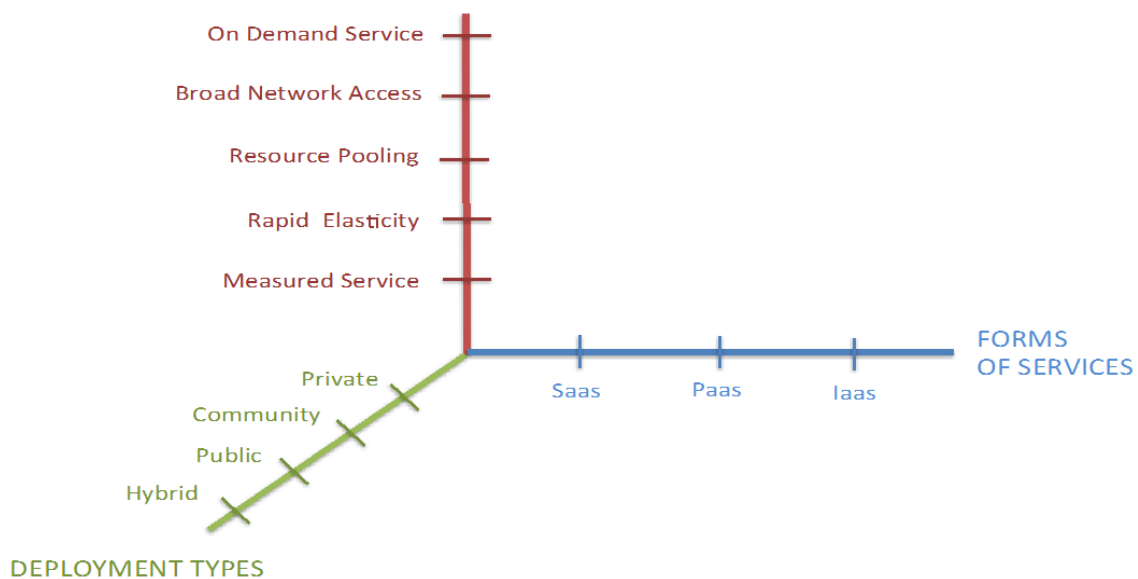 On Demand Service
Broad Network Access
Resource Pooling
Rapid Elasticity
Measured Service
FORMS
OF SERVICES
Saas
Paas
Iaas
Private
Community
Public
Hybrid
DEPLOYMENT TYPES